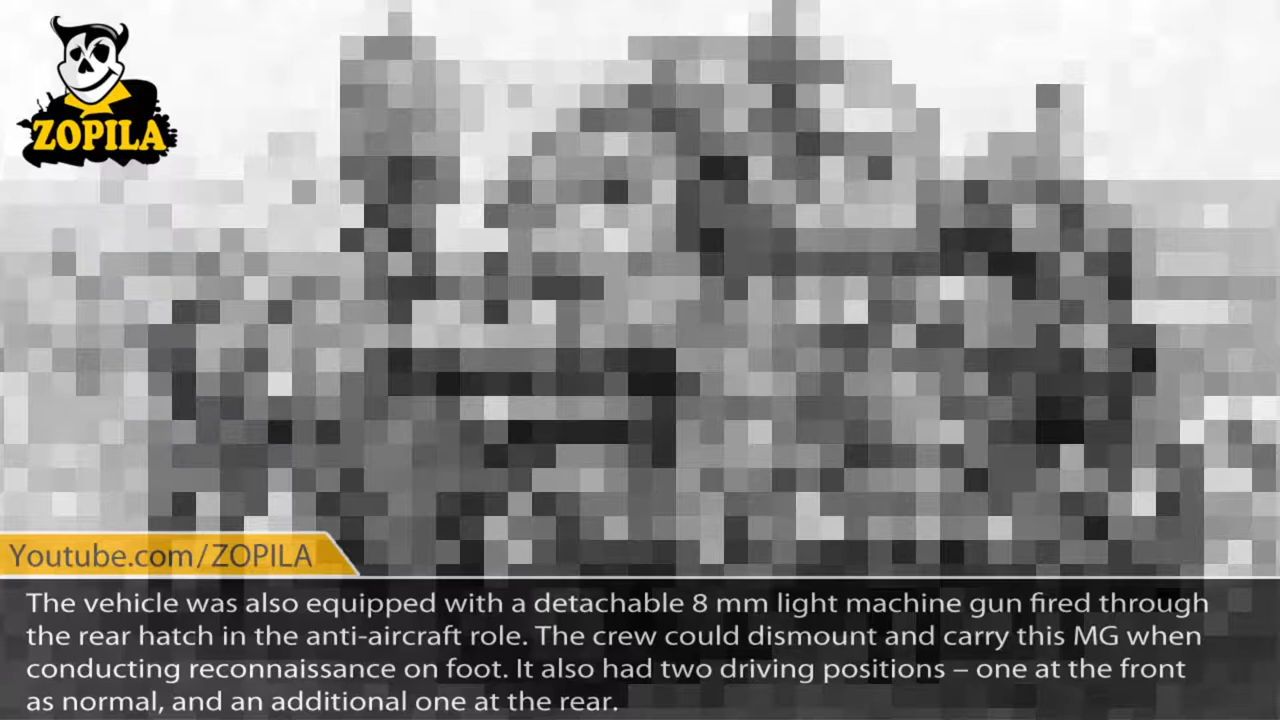 ZOPILA
Youtube.com/ZOPILA
The vehicle was also equipped with a detachable 8 mm light machine gun fired through
the rear hatch in the anti-aircraft role. The crew could dismount and carry this MG when
conducting reconnaissance on foot. It also had two driving positions – one at the front
as normal, and an additional one at the rear.